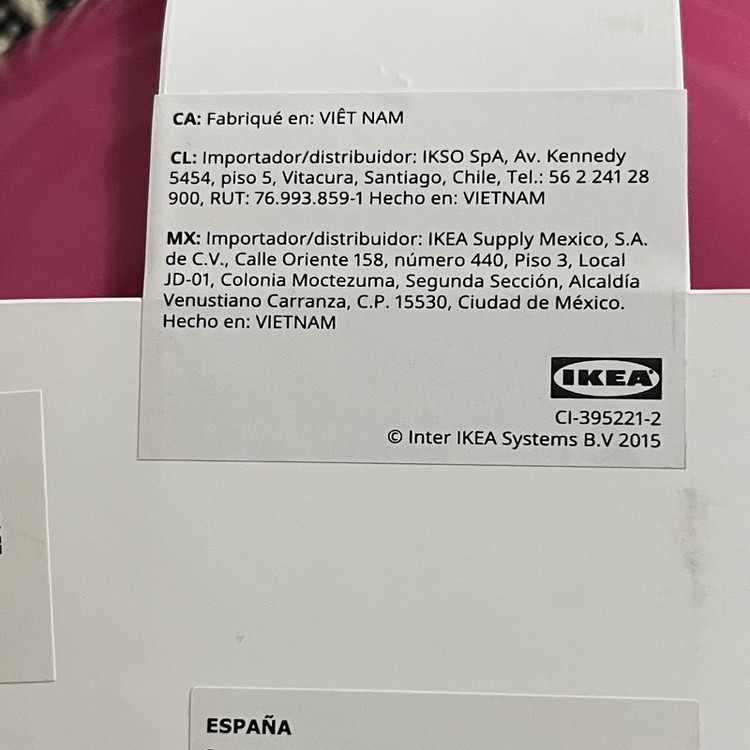 CA: Fabriqué en: VIÊT NAM
CL: Importador/distribuidor: IKSO SpA, Av. Kennedy
5454, piso 5, Vitacura, Santiago, Chile, Tel.: 56 2 241 28
900, RUT: 76.993.859-1 Hecho en: VIETNAM
MX: Importador/distribuidor: IKEA Supply Mexico, S.A.
de C.V., Calle Oriente 158, número 440, Piso 3, Local
JD-01, Colonia Moctezuma, Segunda Sección, Alcaldía
Venustiano Carranza, C.P. 15530, Ciudad de México.
Hecho en: VIETNAM
IKEA
CI-395221-2
© Inter IKEA Systems B.V 2015
ESPAÑA